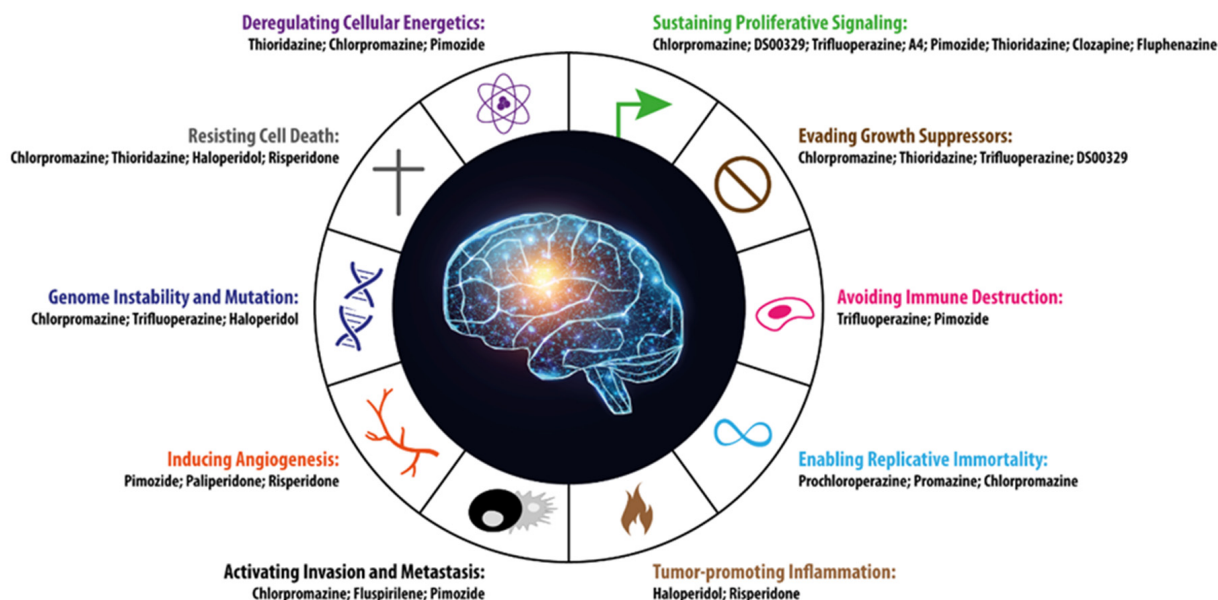 Deregulating Cellular Energetics:
Thioridazine; Chlorpromazine; Pimozide
Sustaining Proliferative Signaling:
Chlorpromazine; DS00329; Trifluoperazine; A4; Pimozide; Thioridazine; Clozapine; Fluphenazine
Resisting Cell Death:
Chlorpromazine; Thioridazine; Haloperidol; Risperidone
Evading Growth Suppressors:
Chlorpromazine; Thioridazine; Trifluoperazine; DS00329
Genome Instability and Mutation:
Chlorpromazine; Trifluoperazine; Haloperidol
Avoiding Immune Destruction:
Trifluoperazine; Pimozide
Inducing Angiogenesis:
Pimozide; Paliperidone; Risperidone
Enabling Replicative Immortality:
Prochloroperazine; Promazine; Chlorpromazine
Activating Invasion and Metastasis:
Chlorpromazine; Fluspirilene; Pimozide
Tumor-promoting Inflammation:
Haloperidol; Risperidone